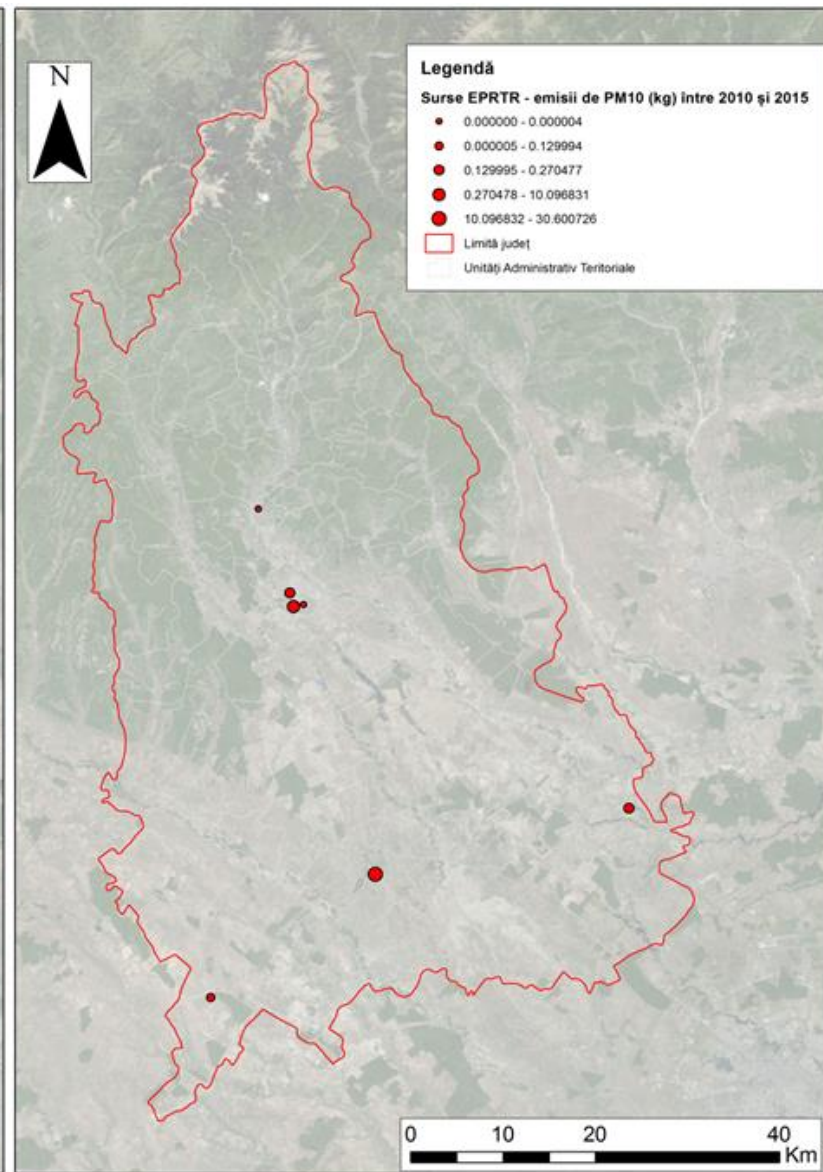 N
Legendă
Surse EPRTR - emisii de PM10 (kg) între 2010 și 2015
0.000000 - 0.000004
0.000005 - 0.129994
0.129995 - 0.270477
0.270478 - 10.096831
10.096832 - 30.600726
Limită județ
Unități Administrativ Teritoriale
0 10 20 40
Km